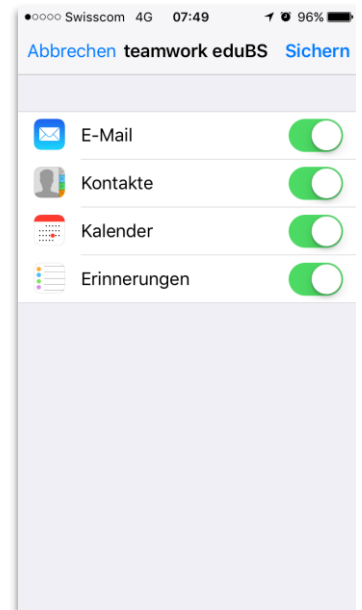 Swisscom 4G 07:49 96%
Abbrechen teamwork eduBS Sichern
E-Mail
Kontakte
Kalender
Erinnerungen